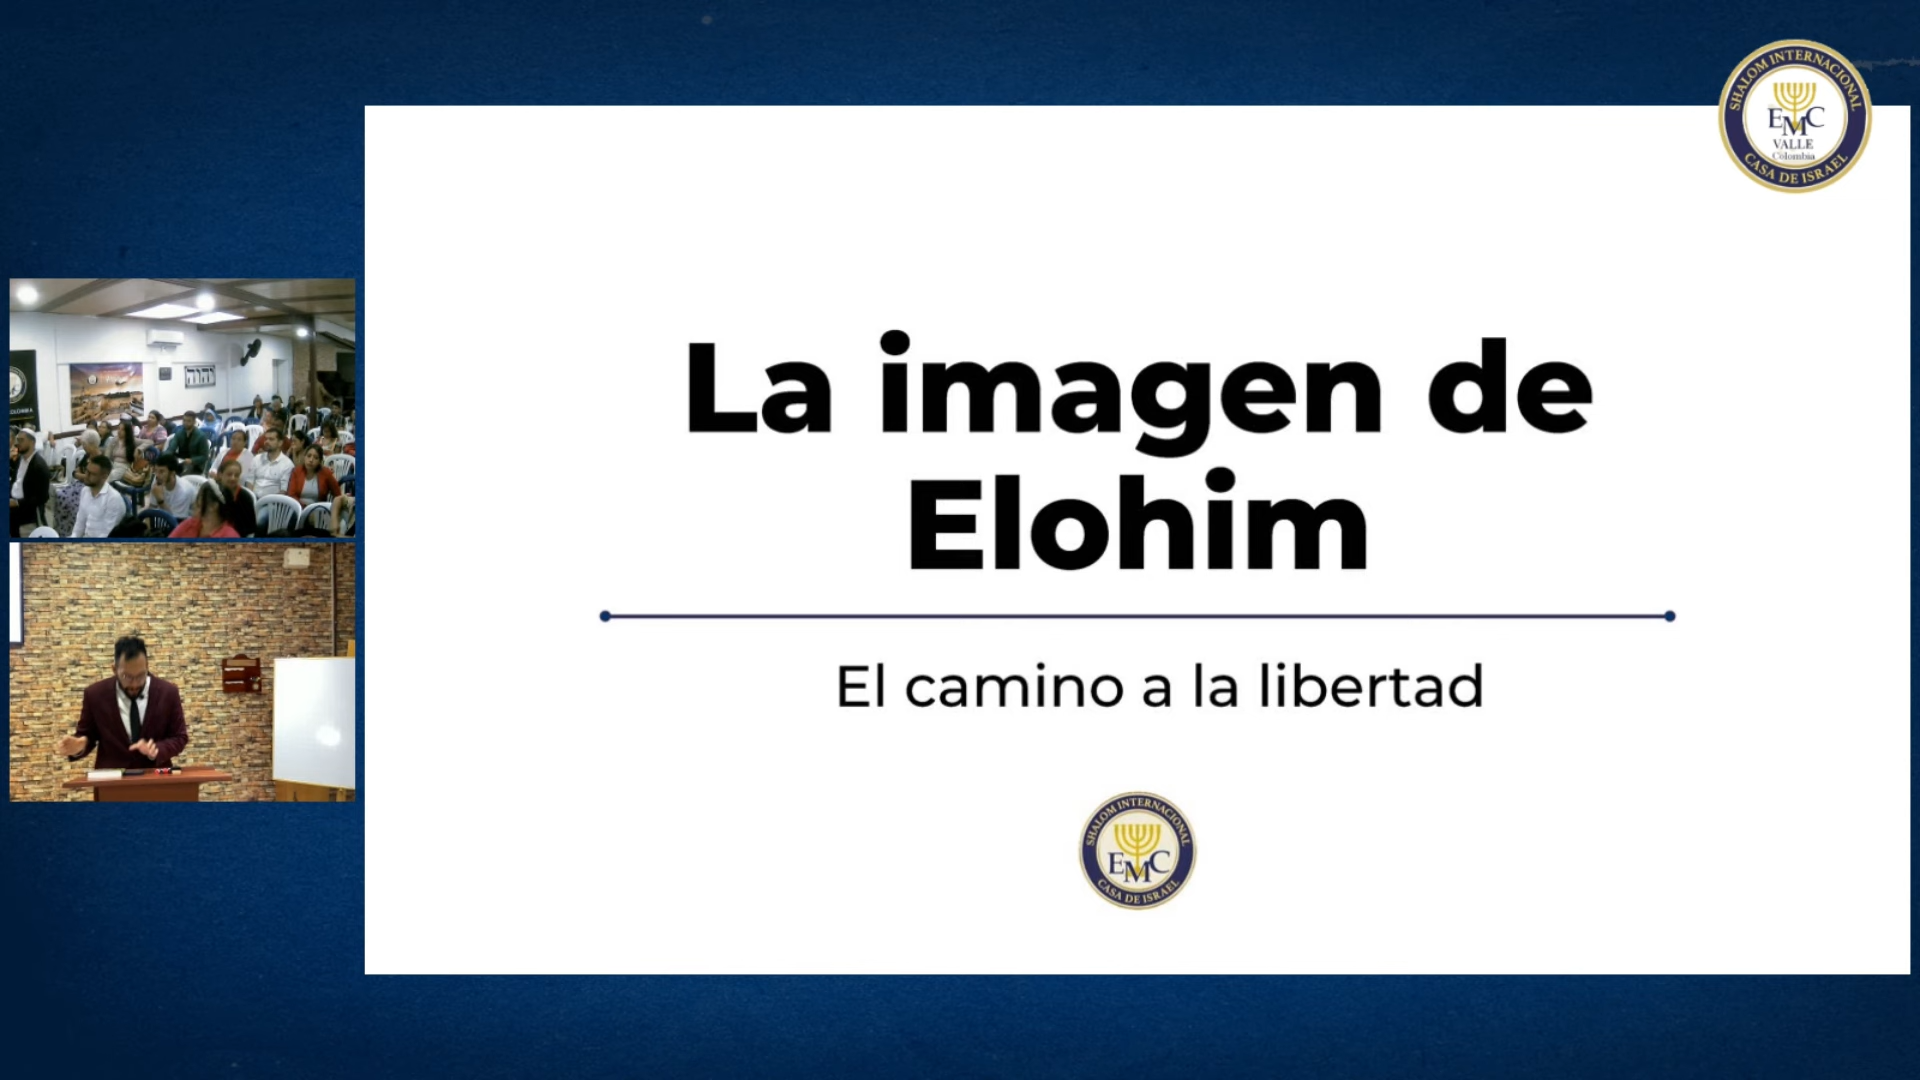 SHALOM INTERNACIONAL
EMC
VALLE
Colombia
CASA DE ISRAEL
La imagen de
Elohim
El camino a la libertad
SHALOM INTERNACIONAL
EMC
CASA DE ISRAEL
יהוה